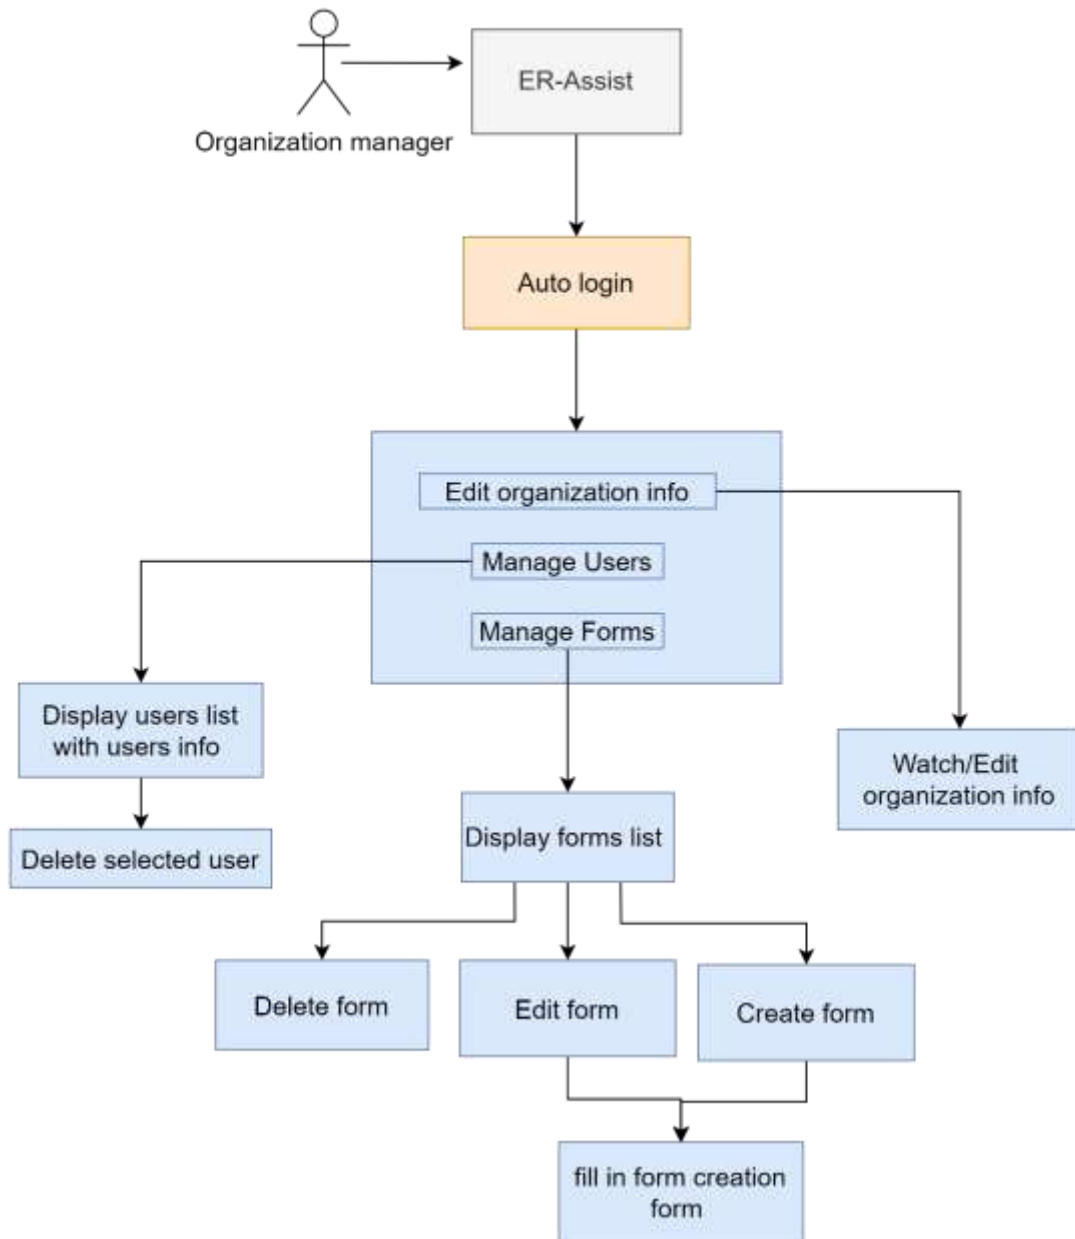 ER-Assist
Organization manager
Auto login
Edit organization info
Manage Users
Manage Forms
Display users list
with users info
Watch/Edit
organization info
Display forms list
Delete selected user
Delete form
Edit form
Create form
fill in form creation
form